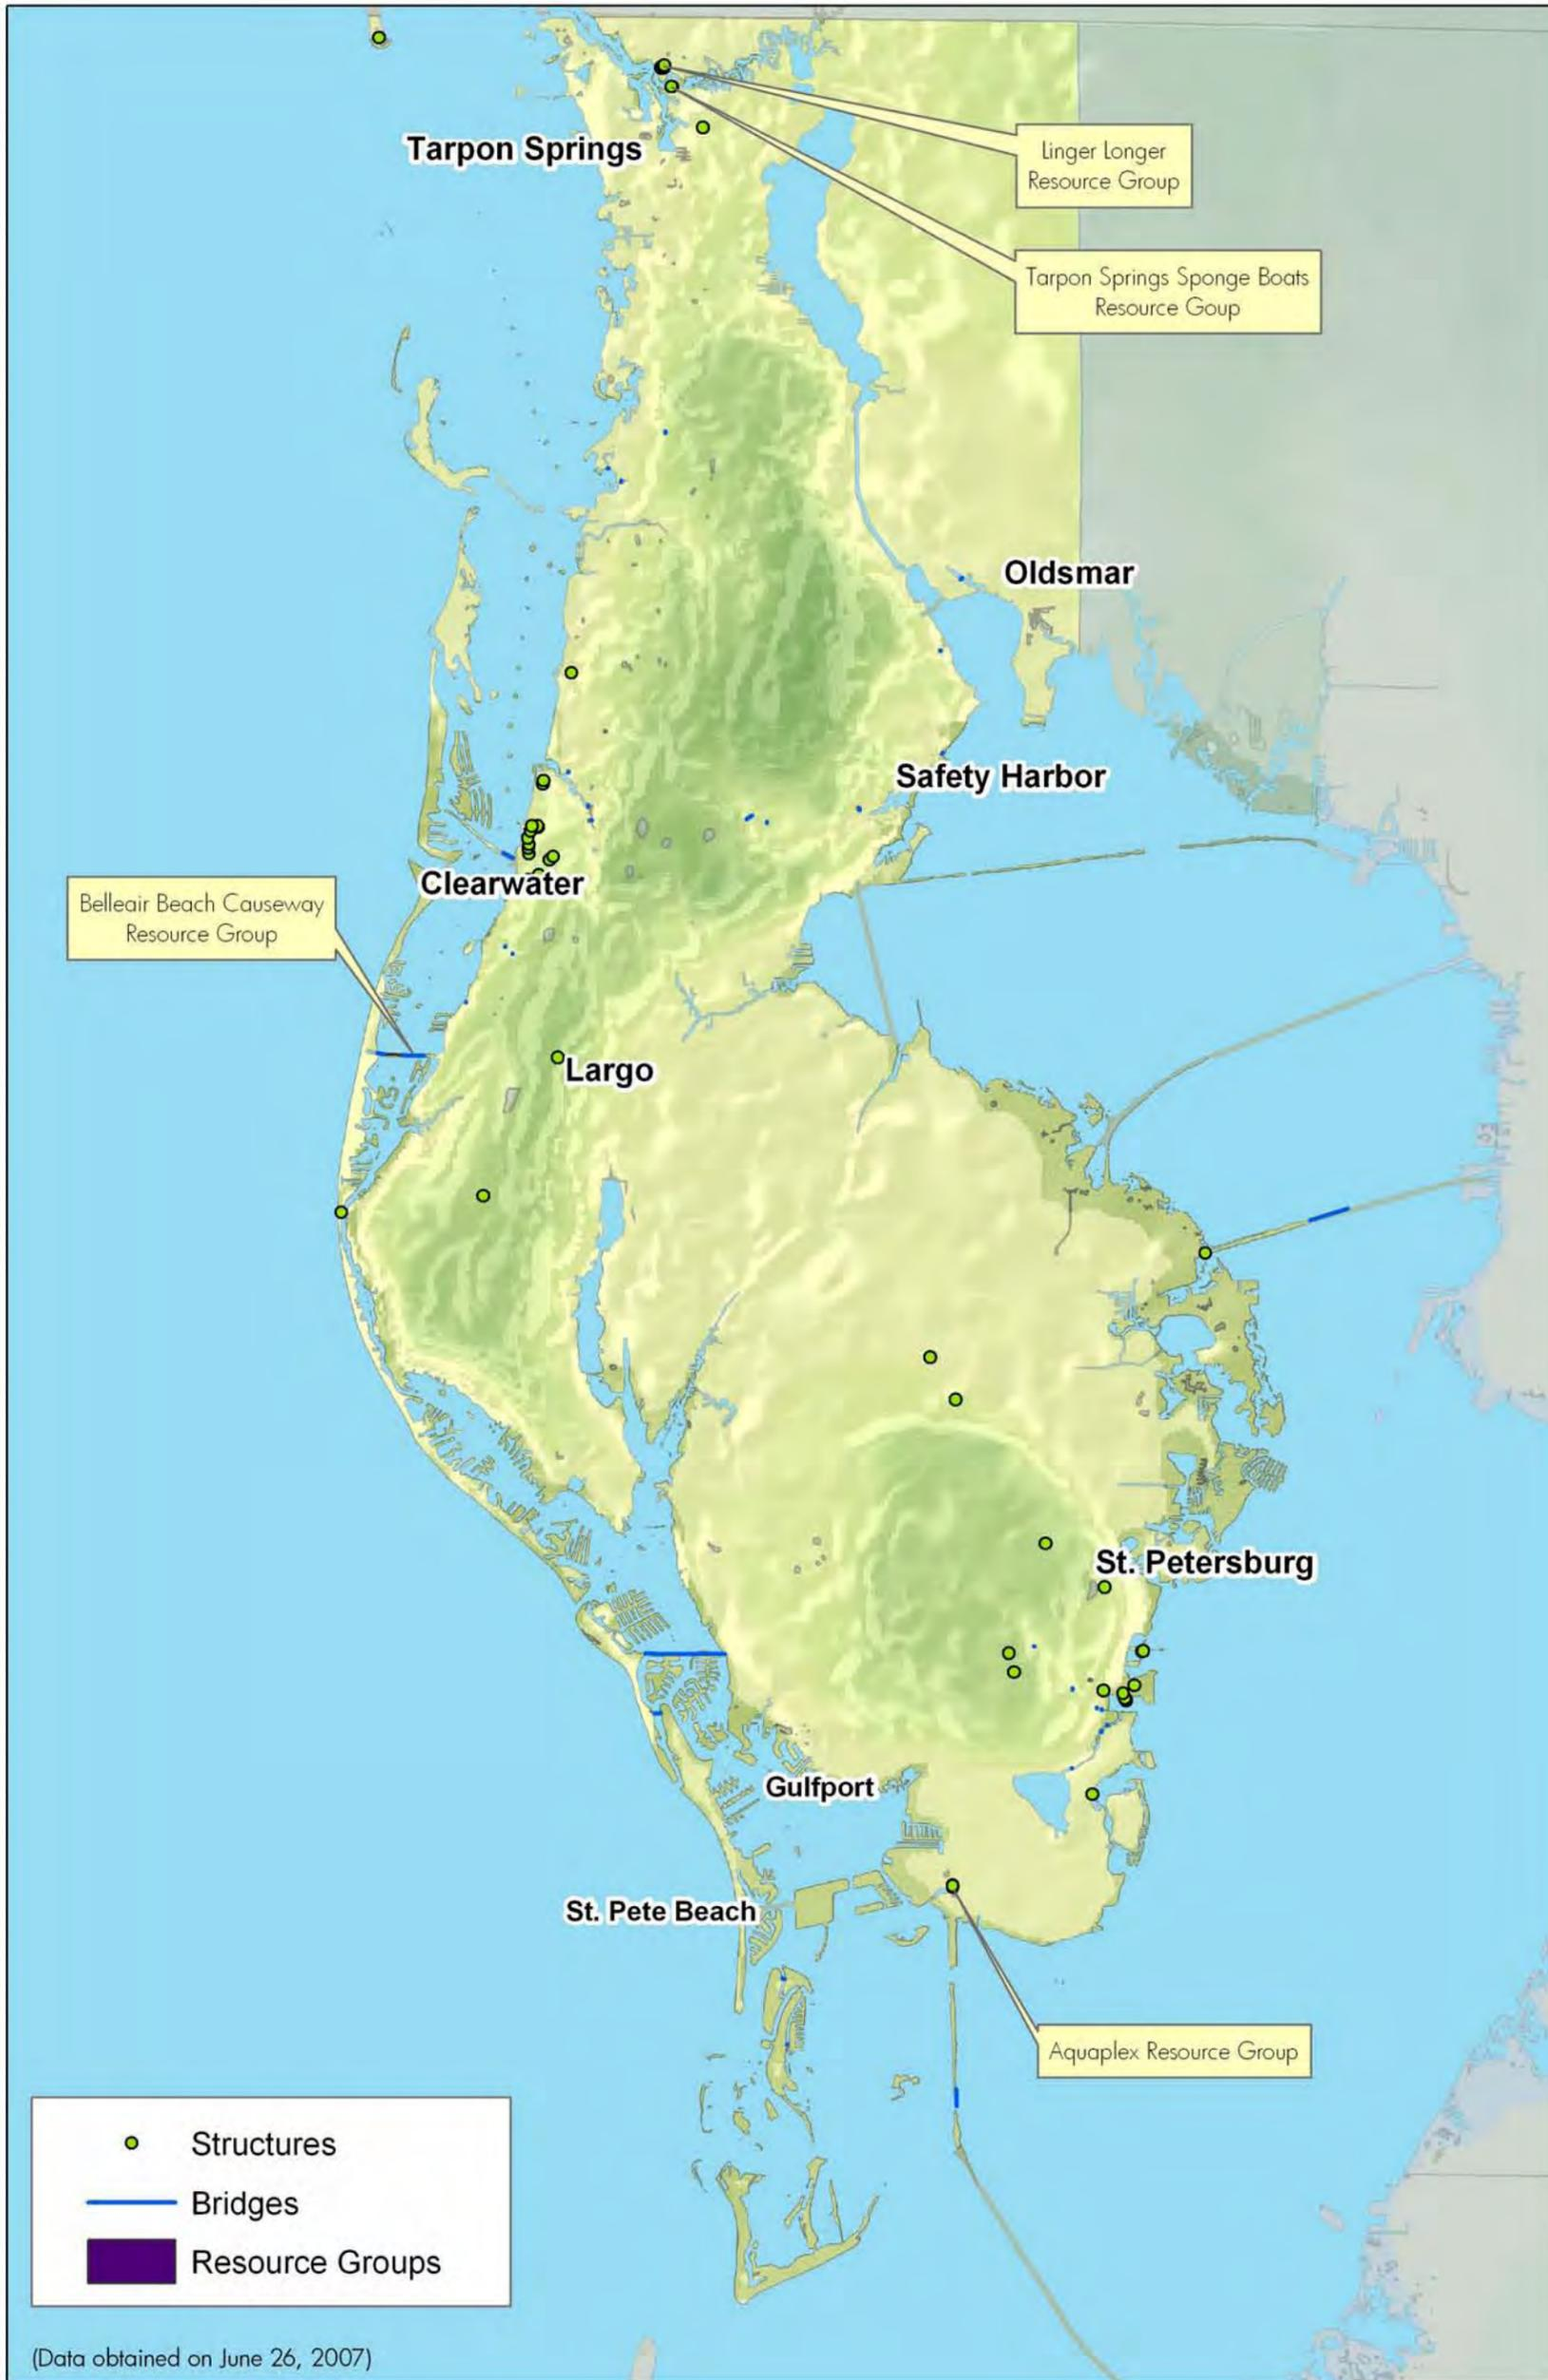 Tarpon Springs
Linger Longer
Resource Group
Tarpon Springs Sponge Boats
Resource Goup
Oldsmar
Safety Harbor
Clearwater
Belleair Beach Causeway
Resource Group
Largo
St. Petersburg
Gulfport
St. Pete Beach
Aquaplex Resource Group
Structures
Bridges
Resource Groups
(Data obtained on June 26, 2007)